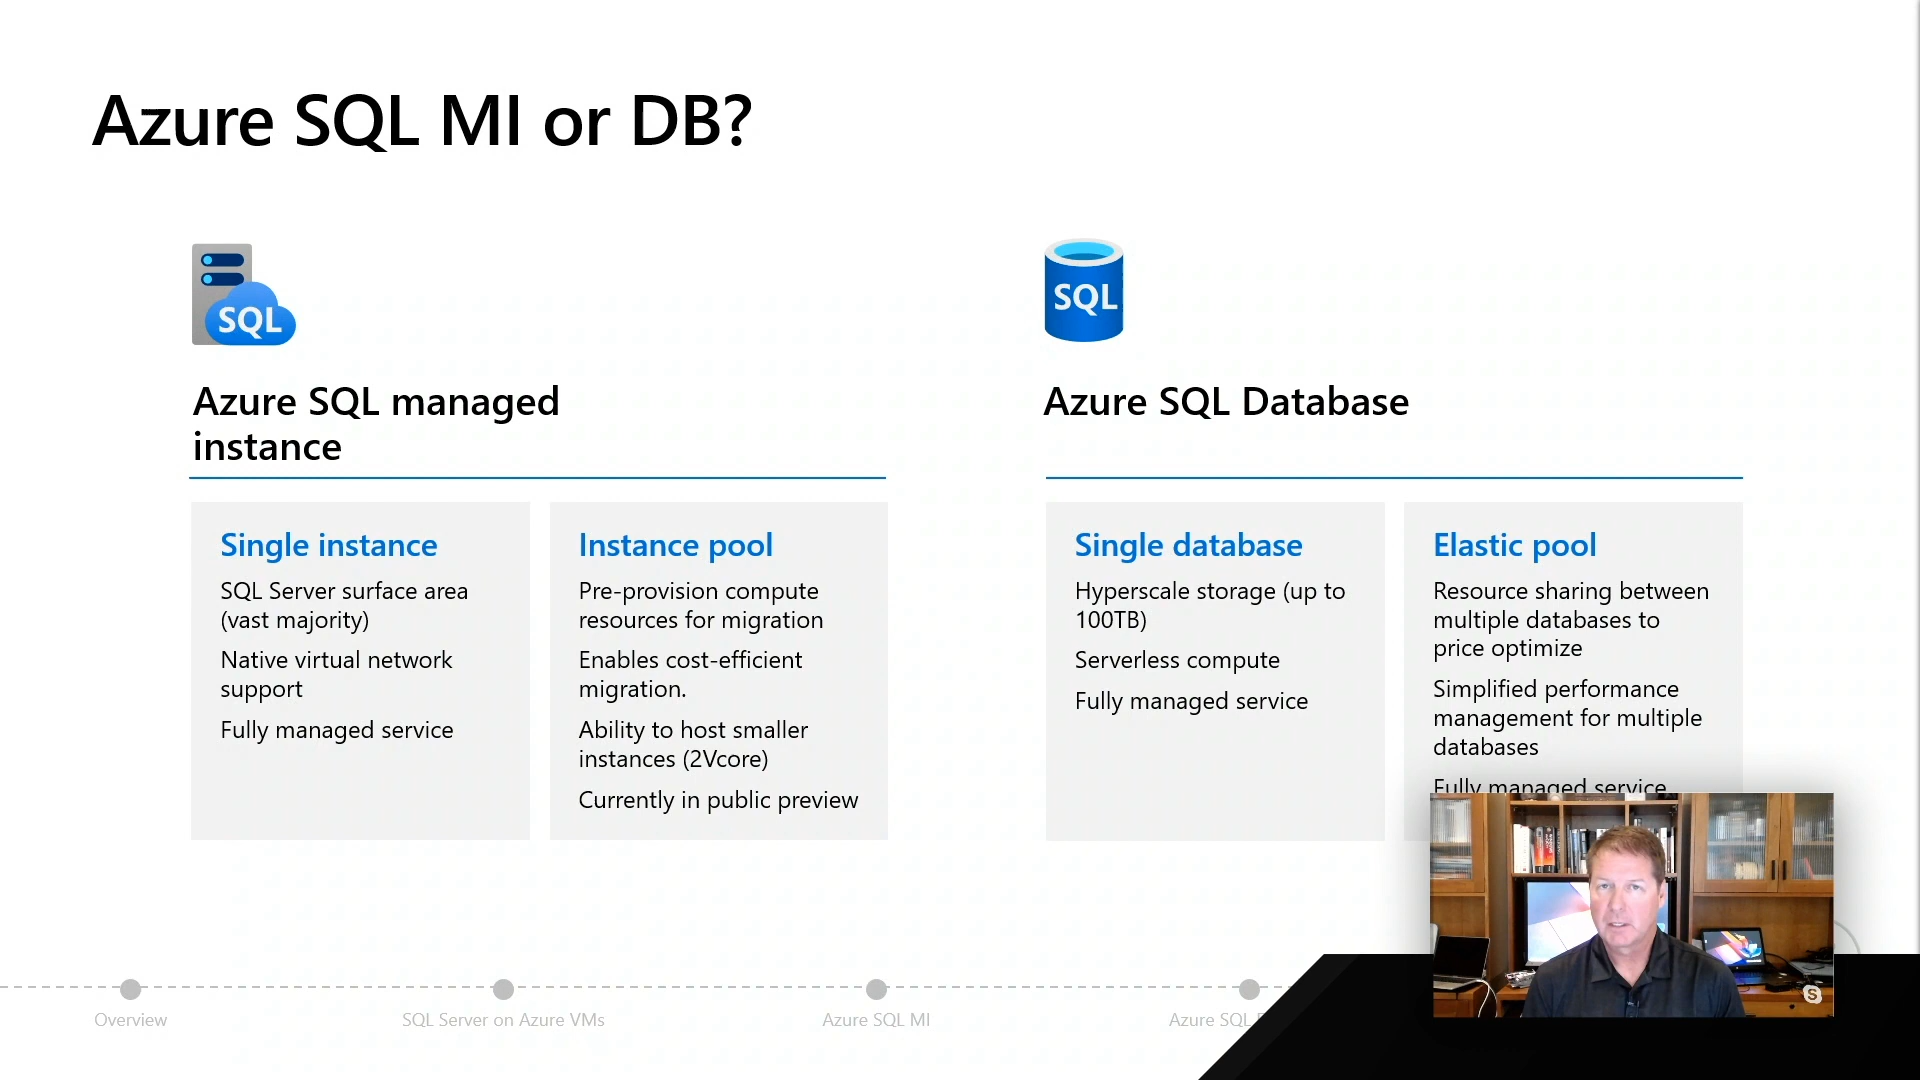 Azure SQL MI or DB?
SQL
SQL
Azure SQL managed
instance
Azure SQL Database
Single instance
SQL Server surface area
(vast majority)
Native virtual network
support
Fully managed service
Instance pool
Pre-provision compute
resources for migration
Enables cost-efficient
migration.
Ability to host smaller
instances (2Vcore)
Currently in public preview
Single database
Hyperscale storage (up to
100TB)
Serverless compute
Fully managed service
Elastic pool
Resource sharing between
multiple databases to
price optimize
Simplified performance
management for multiple
databases
Fully managed service
Overview
SQL Server on Azure VMs
Azure SQL MI
Azure SQL